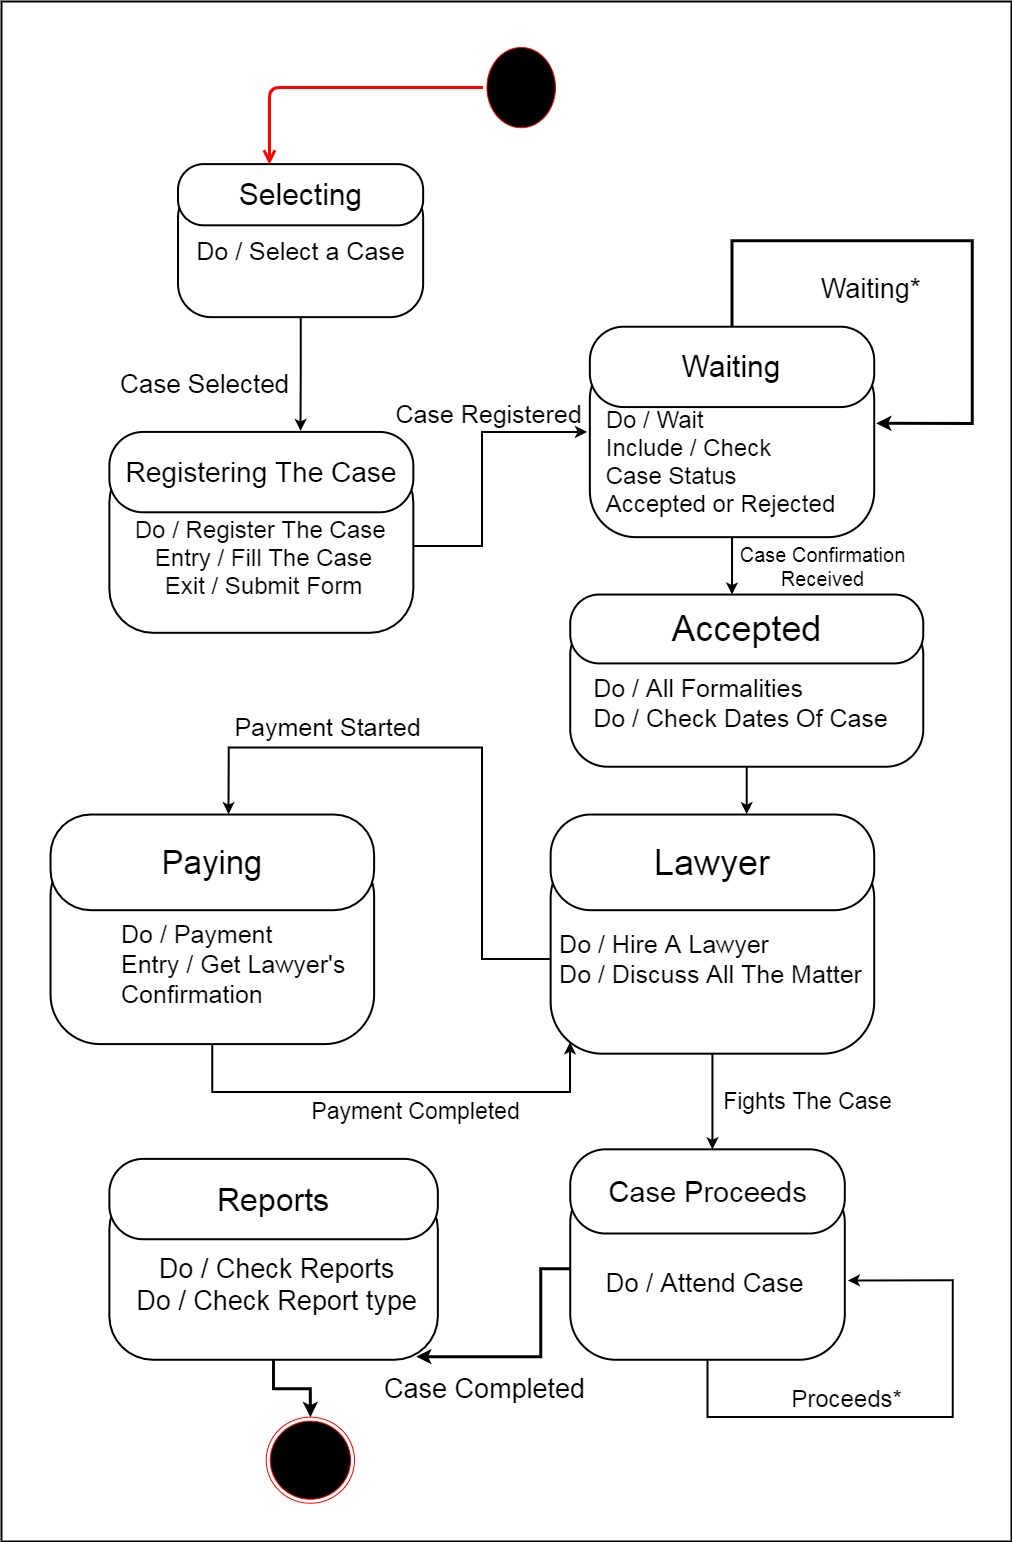 Selecting
Do / Select a Case
Waiting*
Waiting
Case Selected
Case Registered
Do / Wait
Include / Check
Case Status
Accepted or Rejected
Registering The Case
Do / Register The Case
Entry / Fill The Case
Exit / Submit Form
Case Confirmation
Received
Accepted
Do / All Formalities
Do / Check Dates Of Case
Payment Started
Paying
Do / Payment
Entry / Get Lawyer's
Confirmation
Lawyer
Do / Hire A Lawyer
Do / Discuss All The Matter
Payment Completed
Fights The Case
Reports
Do / Check Reports
Do / Check Report type
Case Proceeds
Do / Attend Case
Case Completed
Proceeds*